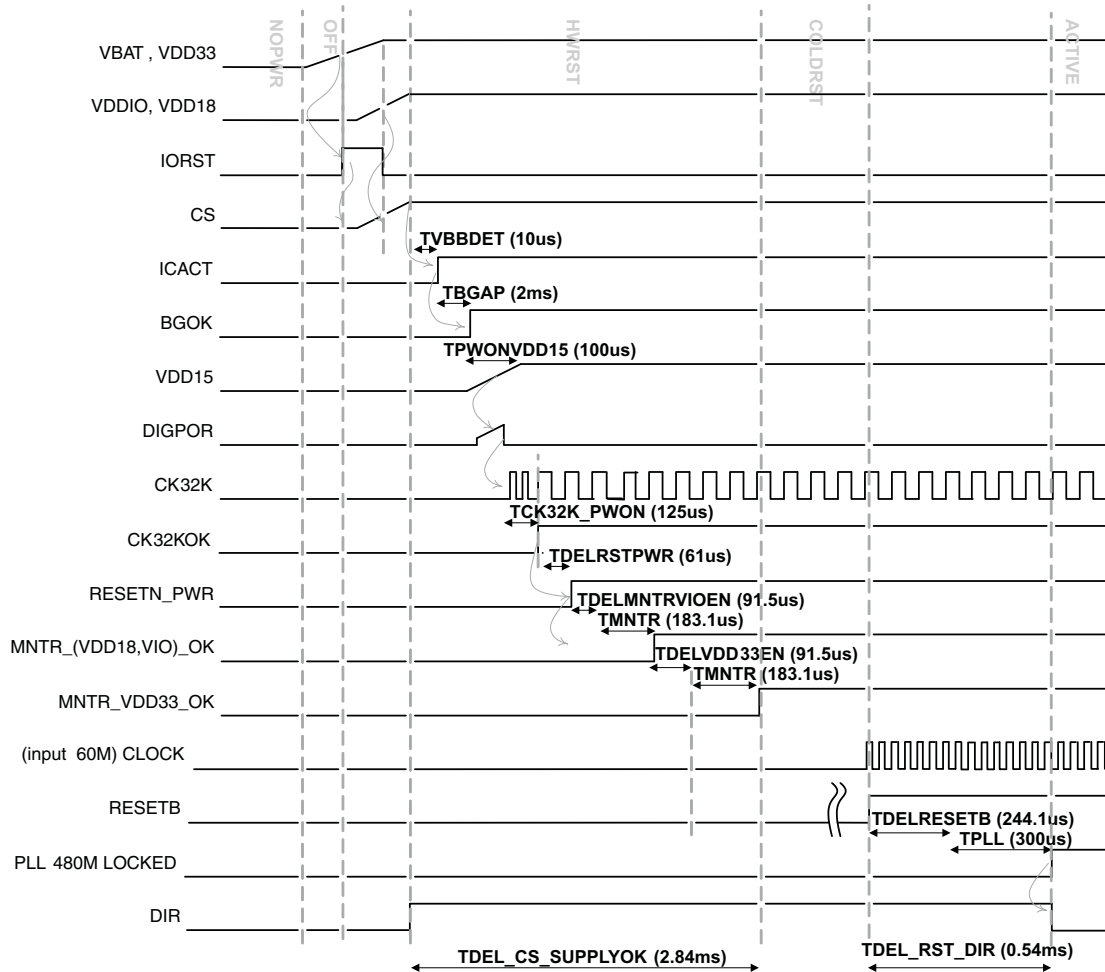 NOPWR
OFF
HWRST
COLDRST
ACTIVE
VBAT , VDD33
VDDIO, VDD18
IORST
CS
TVBBDET (10us)
ICACT
TBGAP (2ms)
BGOK
TPWONVDD15 (100us)
VDD15
DIGPOR
CK32K
TCK32K_PWON (125us)
CK32KOK
TDELRSTPWR (61us)
RESETN_PWR
TDELMNTRVIOEN (91.5us)
TMNTR (183.1us)
MNTR_(VDD18,VIO)_OK
TDELVDD33EN (91.5us)
TMNTR (183.1us)
MNTR_VDD33_OK
(input 60M) CLOCK
RESETB
TDELRESETB (244.1us)
TPLL (300us)
PLL 480M LOCKED
DIR
TDEL_CS_SUPPLYOK (2.84ms)
TDEL_RST_DIR (0.54ms)